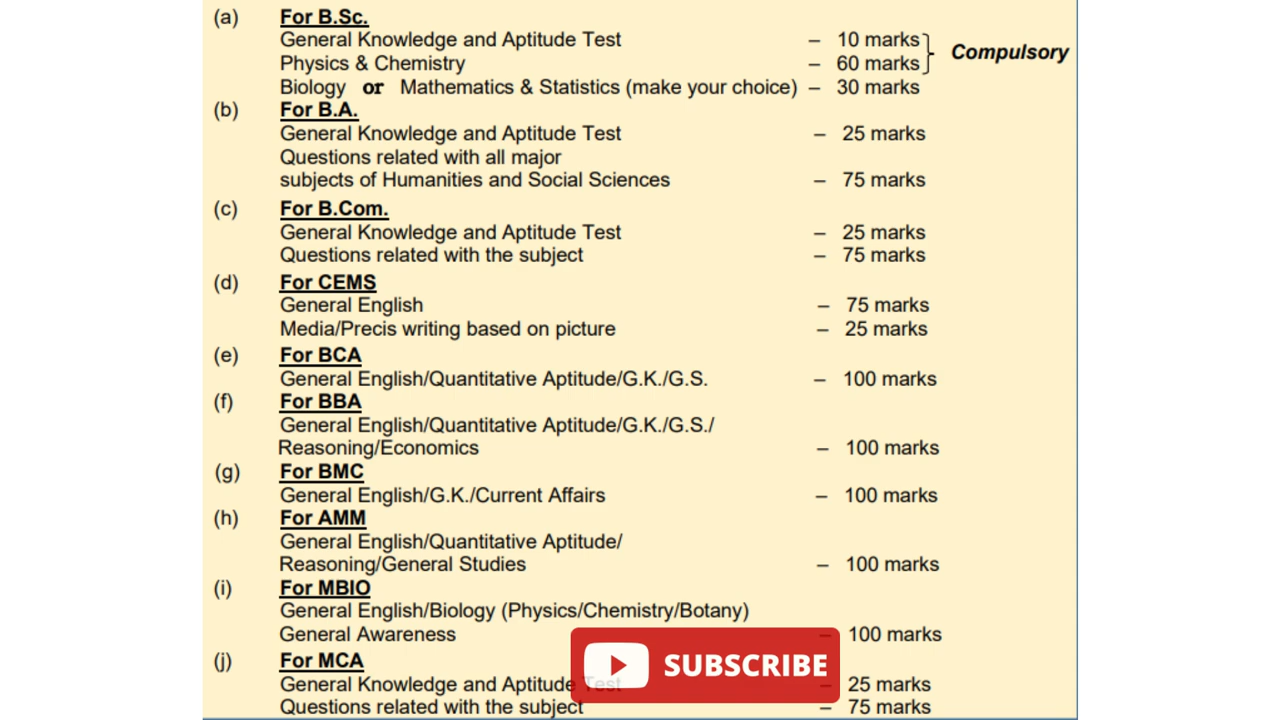 (a) For B.Sc.
General Knowledge and Aptitude Test – 10 marks
Compulsory
Physics & Chemistry – 60 marks
Biology or Mathematics & Statistics (make your choice) – 30 marks
(b) For B.A.
General Knowledge and Aptitude Test – 25 marks
Questions related with all major
subjects of Humanities and Social Sciences – 75 marks
(c) For B.Com.
General Knowledge and Aptitude Test – 25 marks
Questions related with the subject – 75 marks
(d) For CEMS
General English – 75 marks
Media/Precis writing based on picture – 25 marks
(e) For BCA
General English/Quantitative Aptitude/G.K./G.S. – 100 marks
(f) For BBA
General English/Quantitative Aptitude/G.K./G.S./
Reasoning/Economics – 100 marks
(g) For BMC
General English/G.K./Current Affairs – 100 marks
(h) For AMM
General English/Quantitative Aptitude/
Reasoning/General Studies – 100 marks
(i) For MBIO
General English/Biology (Physics/Chemistry/Botany)
General Awareness – 100 marks
(j) For MCA
SUBSCRIBE
General Knowledge and Aptitude Test – 25 marks
Questions related with the subject – 75 marks